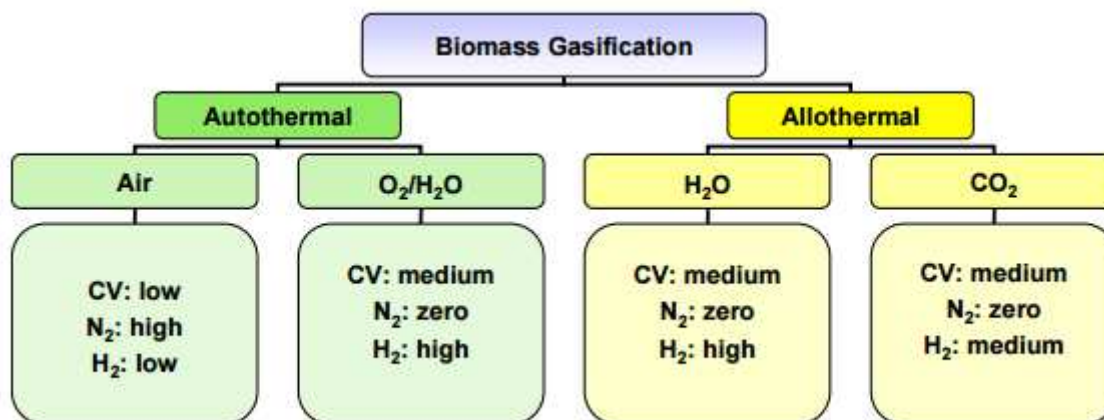 Biomass Gasification
Autothermal
Allothermal
Air
O₂/H₂O
H₂O
CO₂
CV: low
N₂: high
H₂: low
CV: medium
N₂: zero
H₂: high
CV: medium
N₂: zero
H₂: high
CV: medium
N₂: zero
H₂: medium